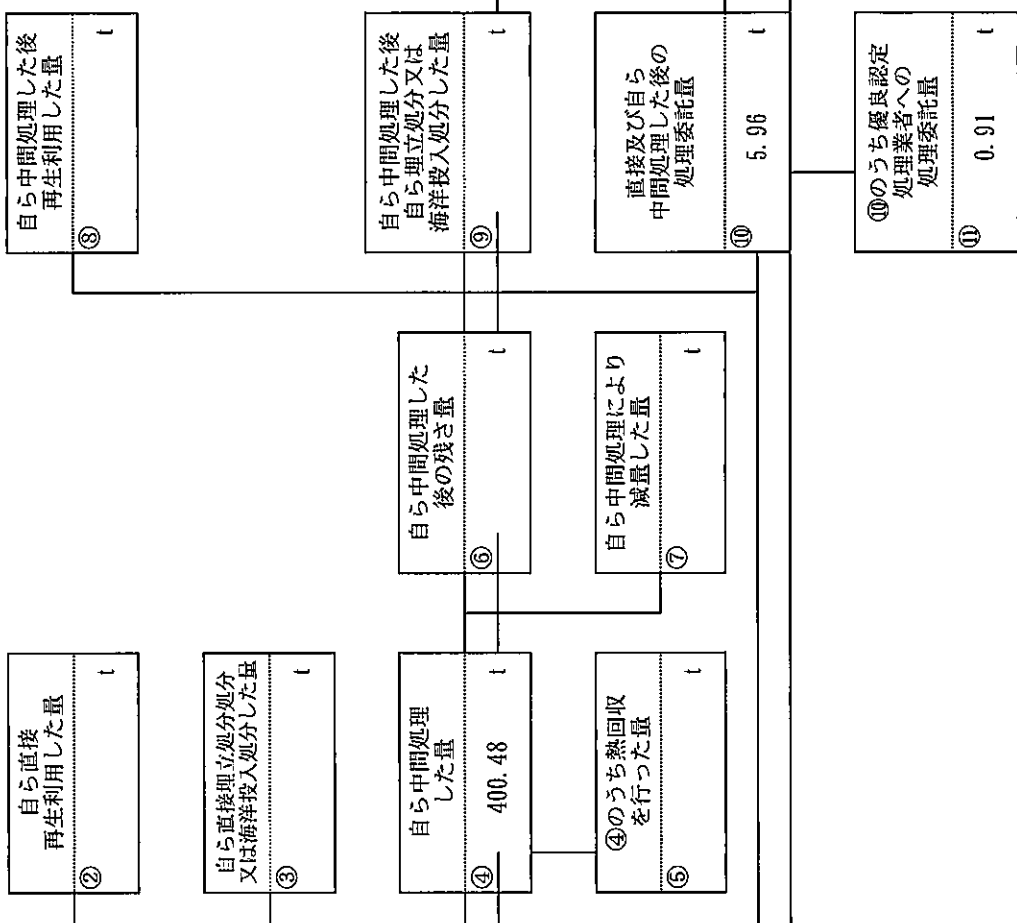 自ら直接
再生利用した量
② t
自ら直接埋立処分処分
又は海洋投入処分した量
③ t
自ら中間処理
した量
④ 400.48 t
④のうち熱回収
を行った量
⑤ t
自ら中間処理した
後の残さ量
⑥ t
自ら中間処理により
減量した量
⑦ t
自ら中間処理した後
再生利用した量
⑧ t
自ら中間処理した後
自ら埋立処分又は
海洋投入処分した量
⑨ t
直接及び自ら
中間処理した後の
処理委託量
⑩ 5.96 t
⑩のうち優良認定
処理業者への
処理委託量
⑪ 0.91 t